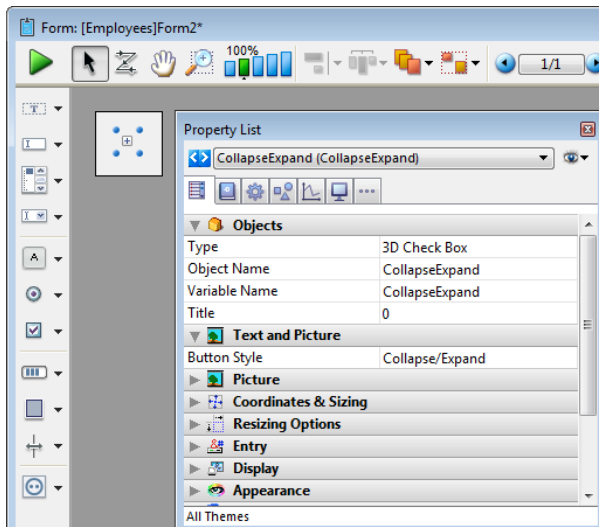 Form: [Employees]Form2*
100%
1/1
Property List
CollapseExpand (CollapseExpand)
Objects
Type 3D Check Box
Object Name CollapseExpand
Variable Name CollapseExpand
Title 0
Text and Picture
Button Style Collapse/Expand
Picture
Coordinates & Sizing
Resizing Options
Entry
Display
Appearance
All Themes